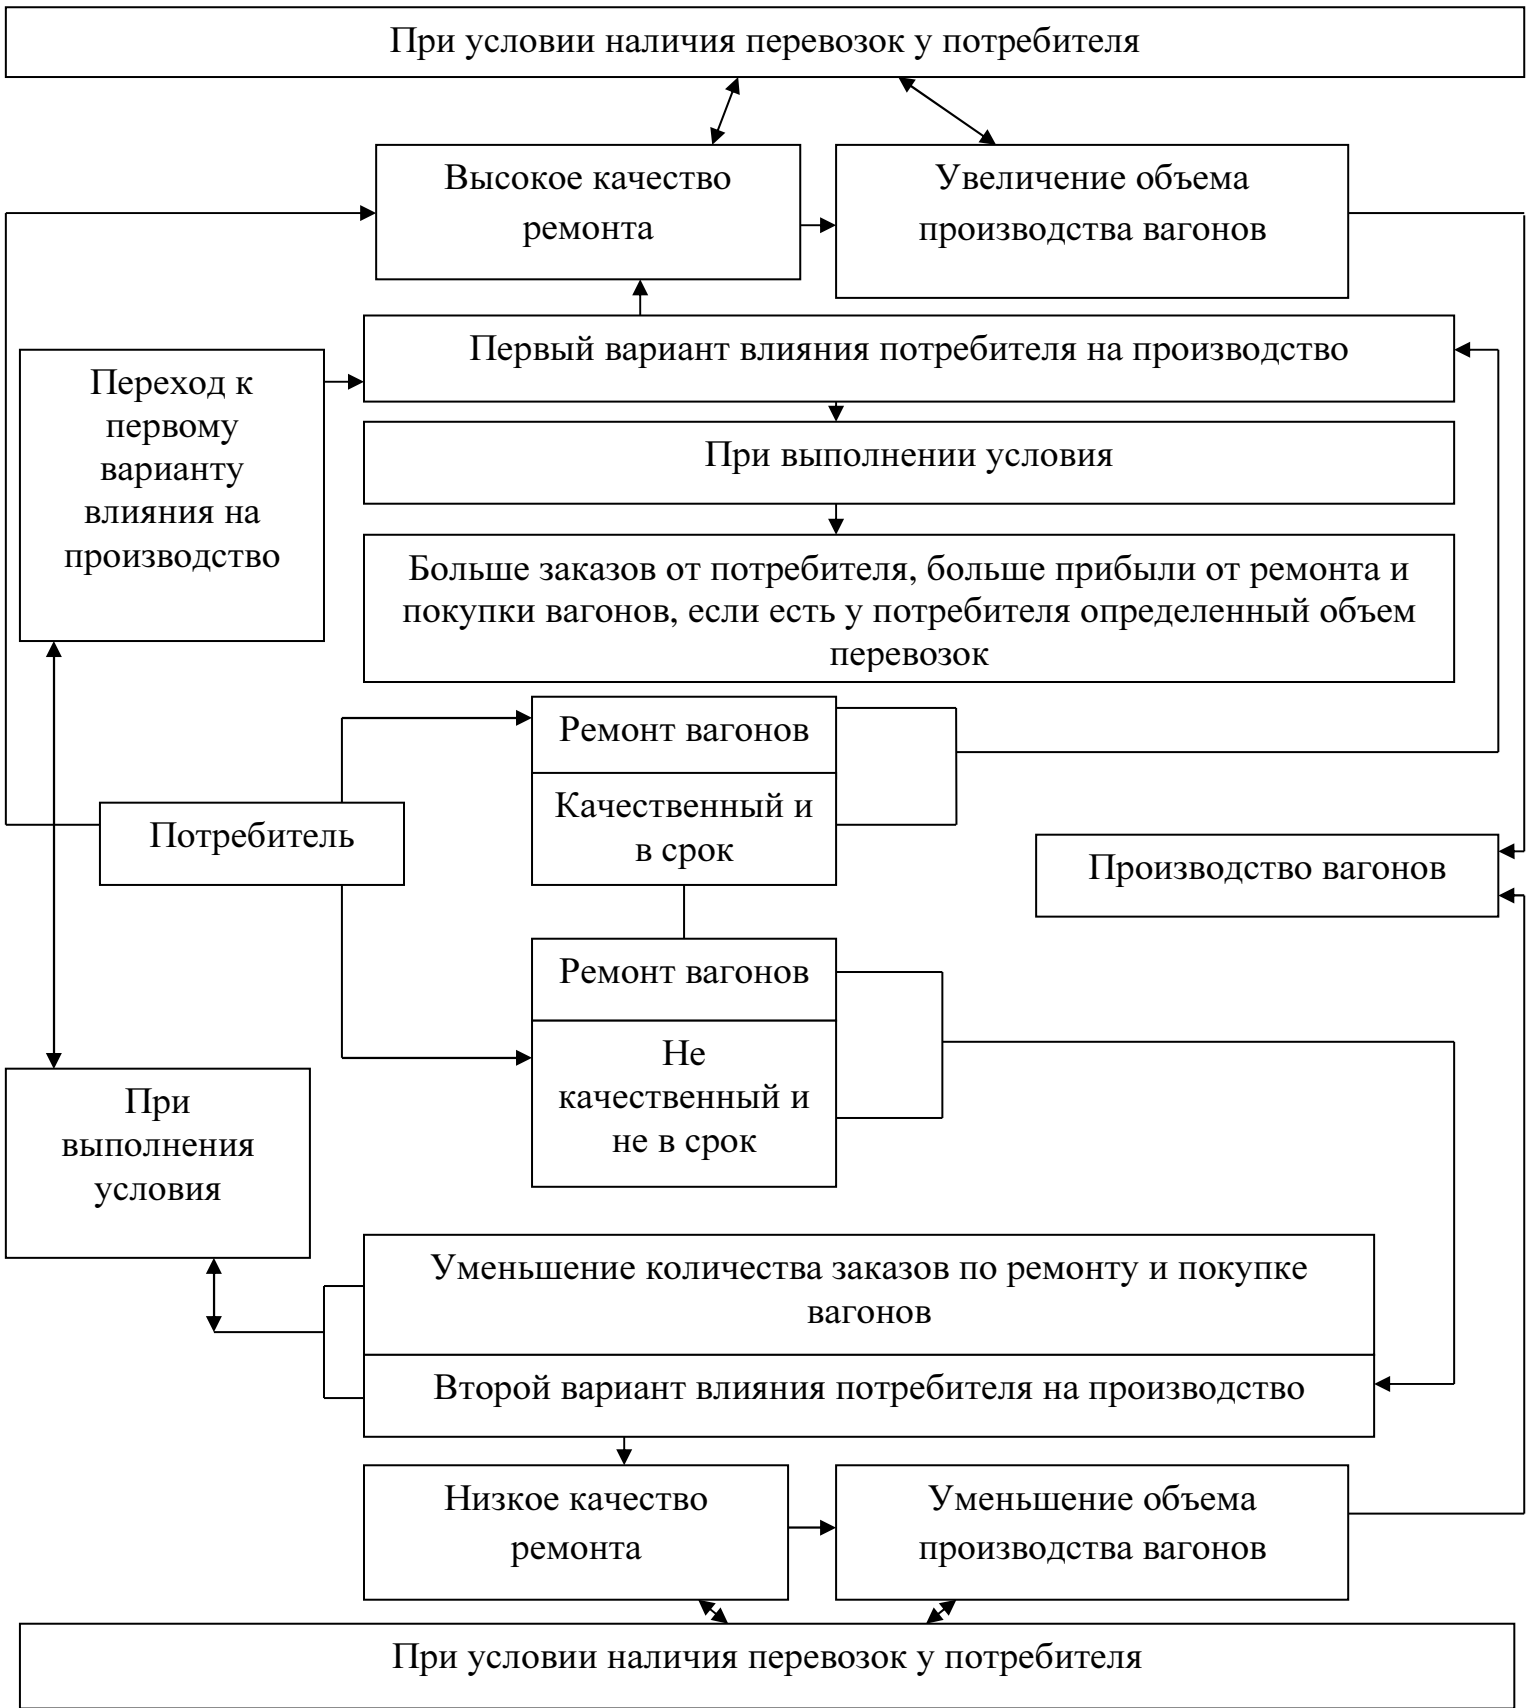 При условии наличия перевозок у потребителя
Высокое качество
ремонта
Увеличение объема
производства вагонов
Первый вариант влияния потребителя на производство
Переход к
первому
варианту
влияния на
производство
При выполнении условия
Больше заказов от потребителя, больше прибыли от ремонта и
покупки вагонов, если есть у потребителя определенный объем
перевозок
Ремонт вагонов
Качественный и
в срок
Потребитель
Производство вагонов
Ремонт вагонов
Не
качественный и
не в срок
При
выполнения
условия
Уменьшение количества заказов по ремонту и покупке
вагонов
Второй вариант влияния потребителя на производство
Низкое качество
ремонта
Уменьшение объема
производства вагонов
При условии наличия перевозок у потребителя